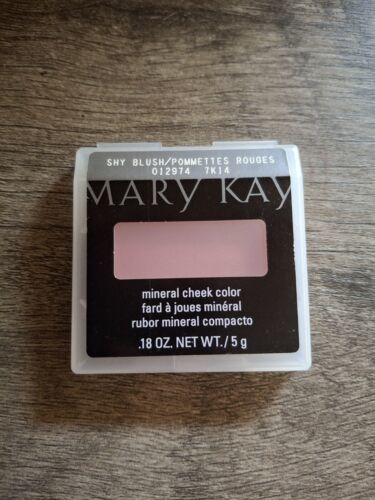 SHY BLUSH/POMMETTES ROUGES
012974 7K14
MARY KAY
mineral cheek color
fard à joues minéral
rubor mineral compacto
.18 OZ. NET WT./5 g